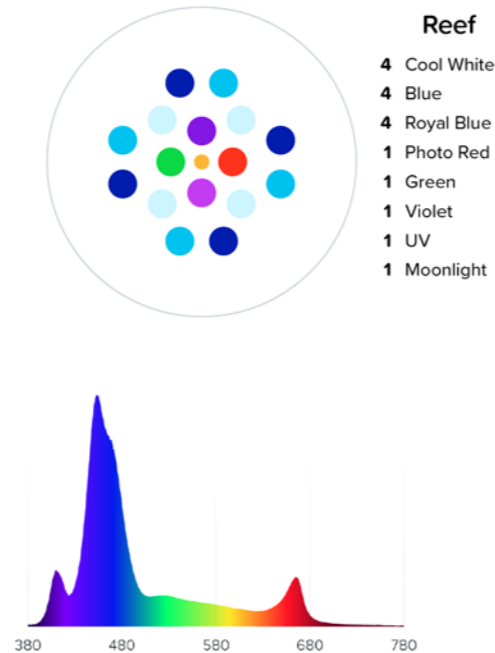 Reef
4 Cool White
4 Blue
4 Royal Blue
1 Photo Red
1 Green
1 Violet
1 UV
1 Moonlight
380 480 580 680 780